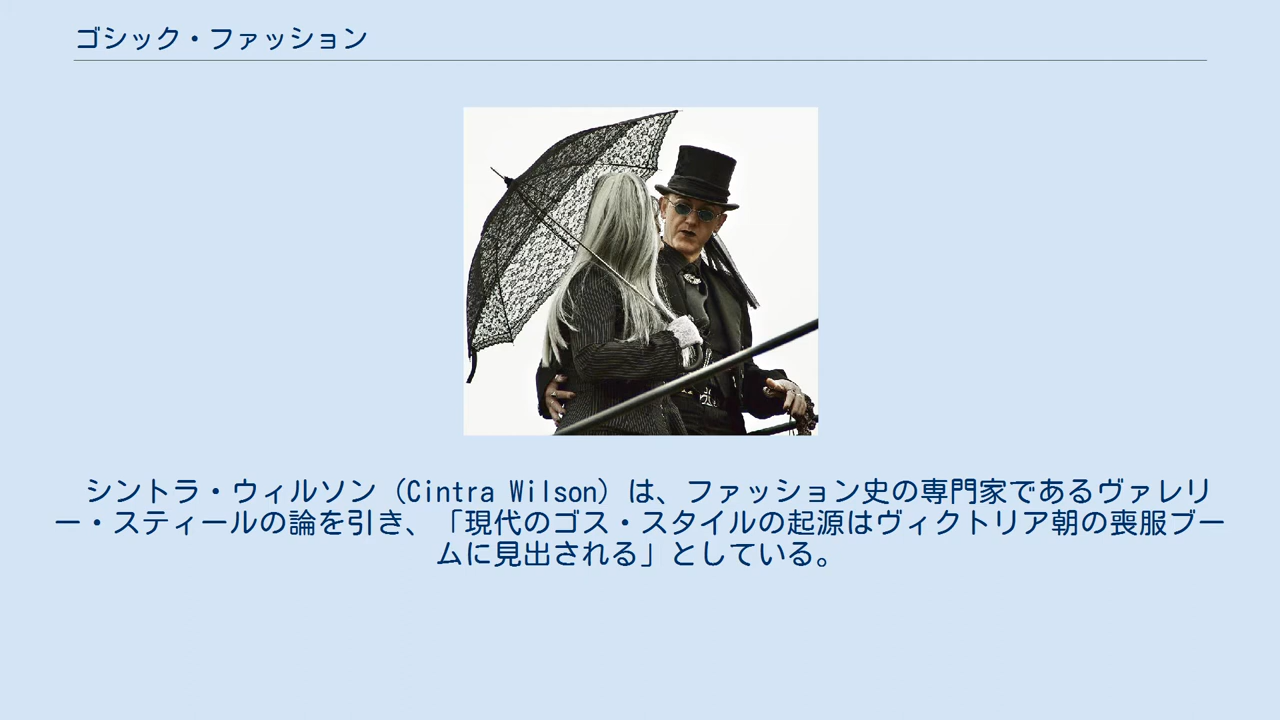 ゴシック・ファッション
シントラ・ウィルソン（Cintra Wilson）は、ファッション史の専門家であるヴァレリ
ー・スティールの論を引き、「現代のゴス・スタイルの起源はヴィクトリア朝の喪服ブー
ムに見出される」としている。